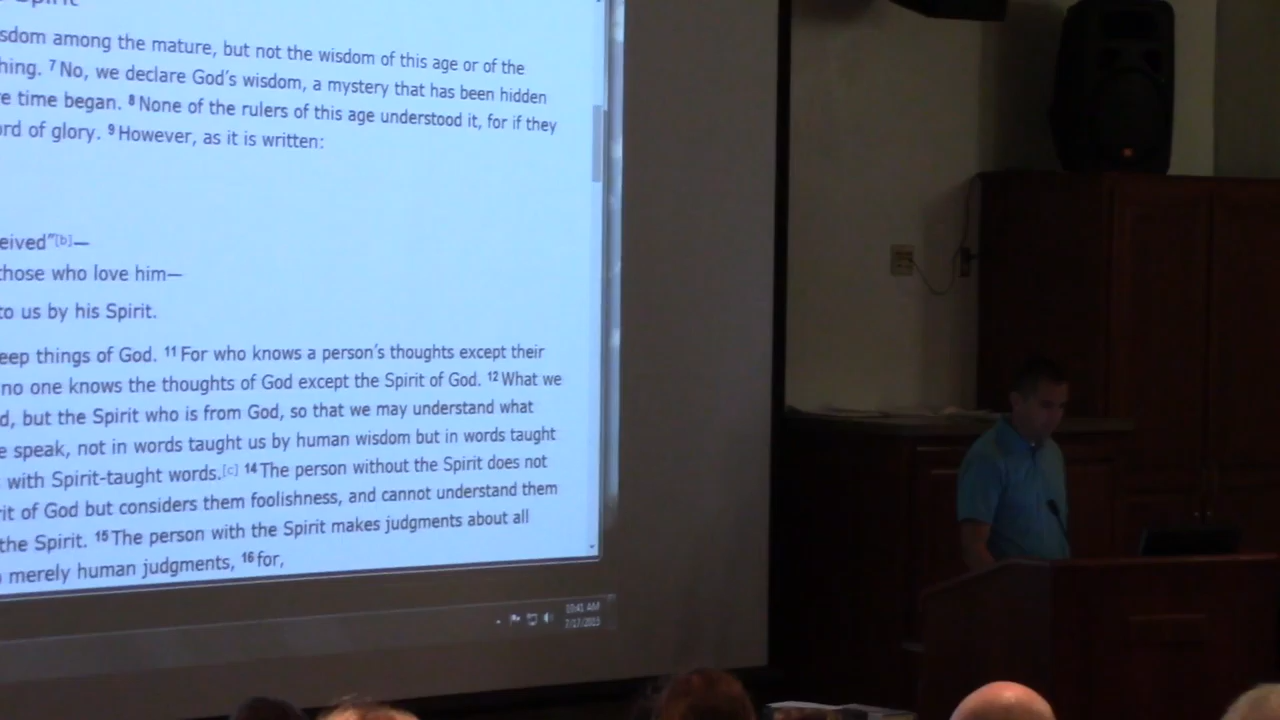 Spirit
sdom among the mature, but not the wisdom of this age or of the
hing. 7 No, we declare God's wisdom, a mystery that has been hidden
e time began. 8 None of the rulers of this age understood it, for if they
ord of glory. 9 However, as it is written:
eived"[b]—
those who love him—
to us by his Spirit.
eep things of God. 11 For who knows a person's thoughts except their
no one knows the thoughts of God except the Spirit of God. 12 What we
d, but the Spirit who is from God, so that we may understand what
e speak, not in words taught us by human wisdom but in words taught
with Spirit-taught words.[c] 14 The person without the Spirit does not
rit of God but considers them foolishness, and cannot understand them
the Spirit. 15 The person with the Spirit makes judgments about all
merely human judgments, 16 for,
10:41 AM
7/17/2015